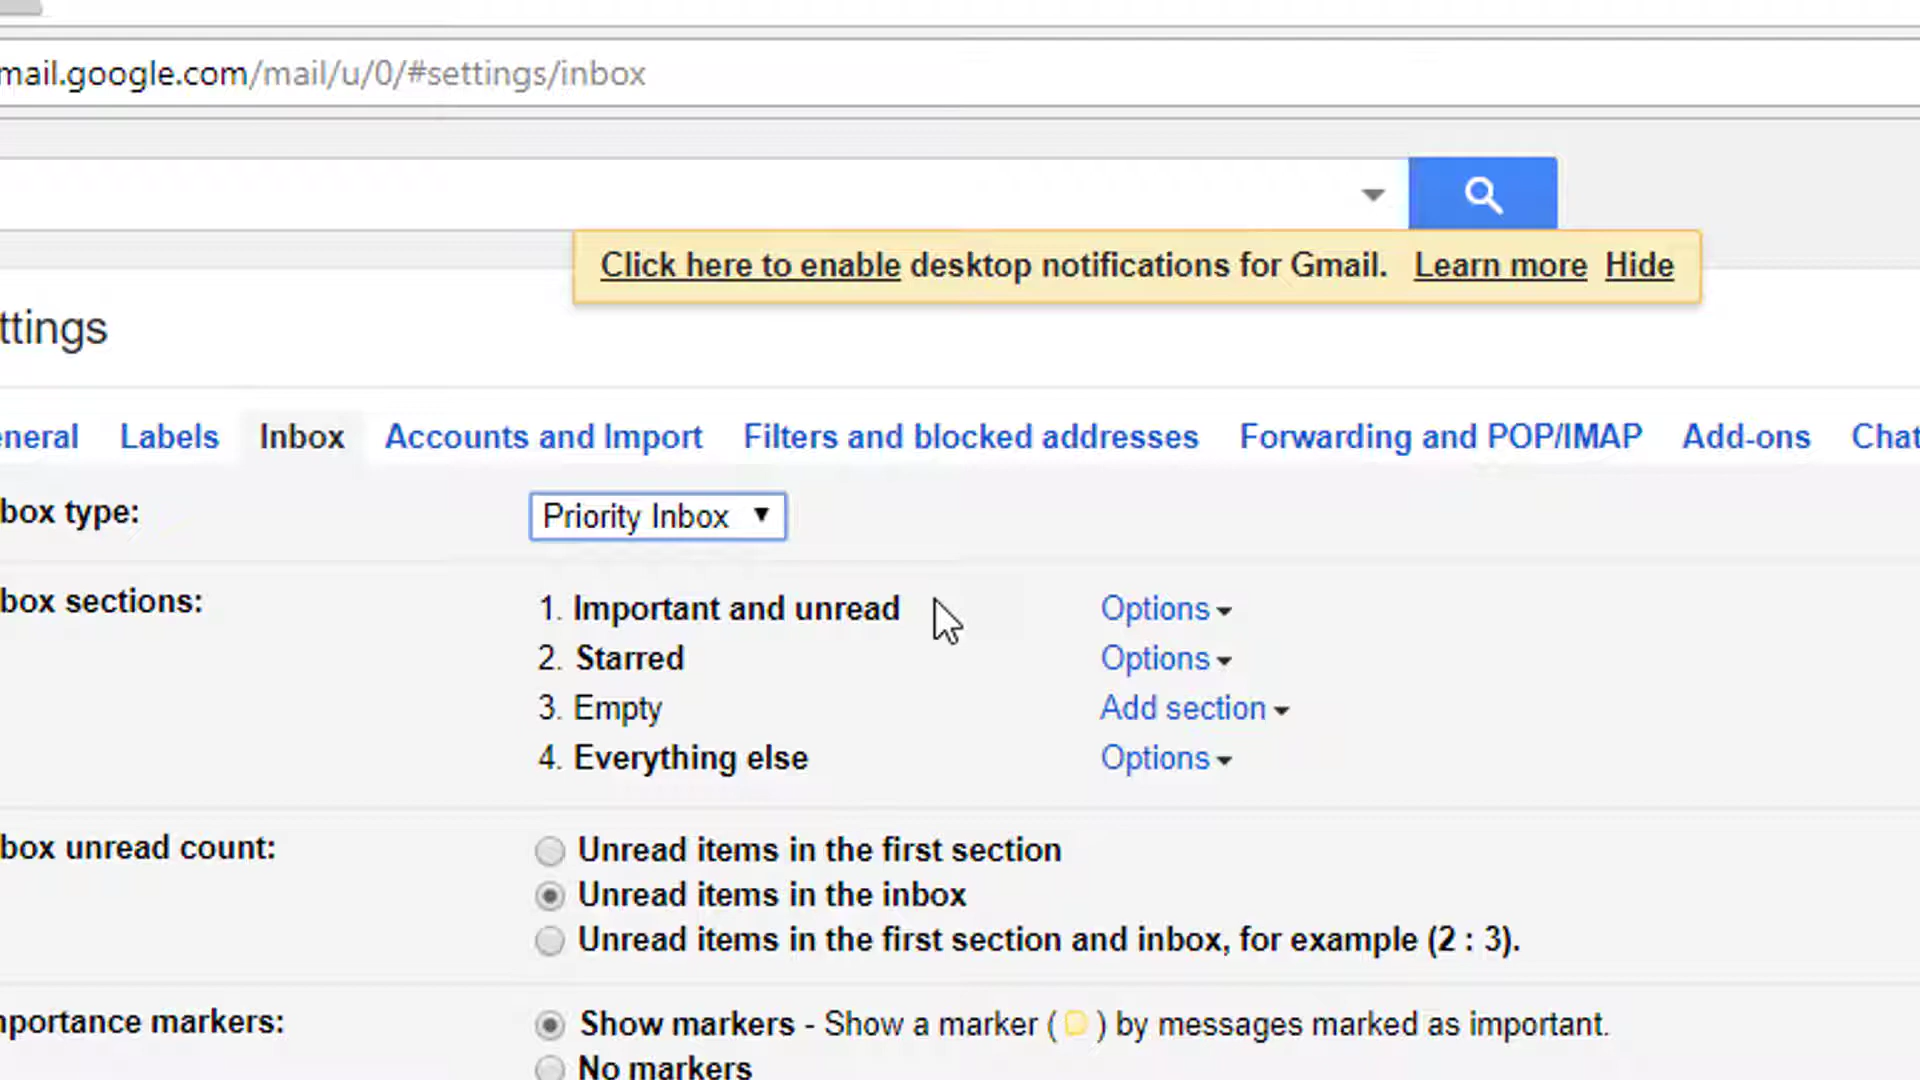 mail.google.com/mail/u/0/#settings/inbox
Click here to enable desktop notifications for Gmail. Learn more Hide
ttings
eneral Labels Inbox Accounts and Import Filters and blocked addresses Forwarding and POP/IMAP Add-ons Chat
box type: Priority Inbox
box sections: 1. Important and unread Options
2. Starred Options
3. Empty Add section
4. Everything else Options
box unread count: Unread items in the first section
Unread items in the inbox
Unread items in the first section and inbox, for example (2 : 3).
mportance markers: Show markers - Show a marker ( ) by messages marked as important.
No markers